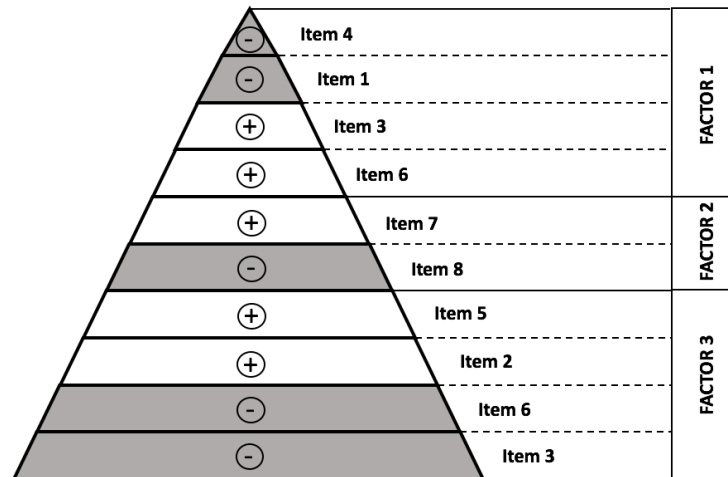 Item 4
-
Item 1
-
Item 3
+
Item 6
+
FACTOR 1
Item 7
+
Item 8
-
FACTOR 2
Item 5
+
Item 2
+
Item 6
-
Item 3
-
FACTOR 3